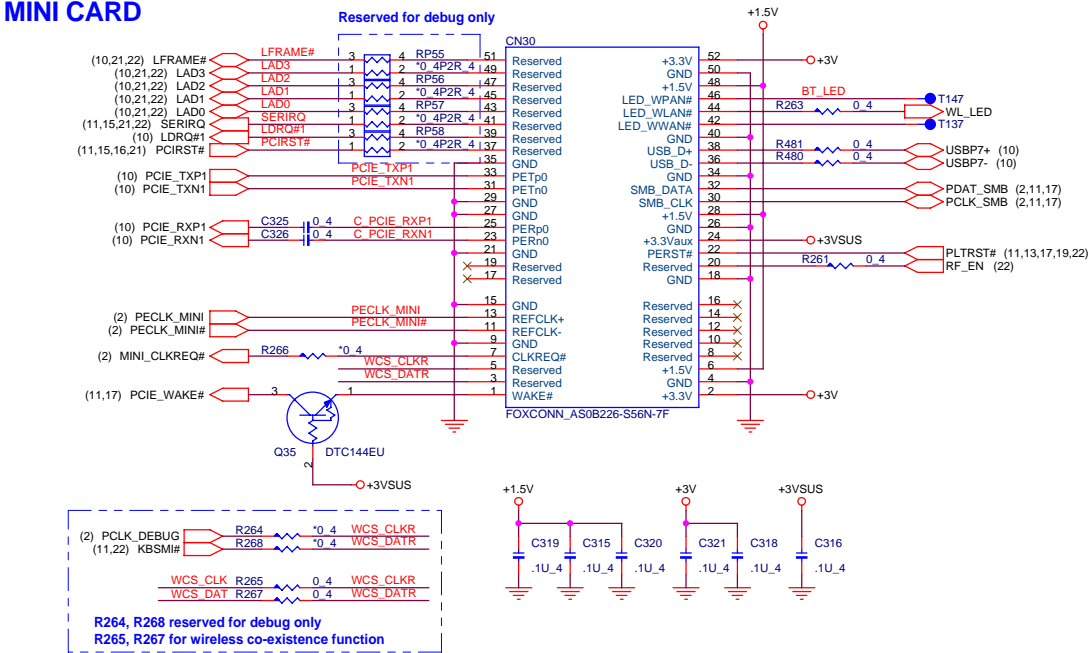 MINI CARD
Reserved for debug only
+1.5V
CN30
(10,21,22) LFRAME# LFRAME# 3 4 RP55 51 Reserved +3.3V 52 +3V
(10,21,22) LAD3 LAD3 1 2 *0_4P2R_4 49 Reserved GND 50
(10,21,22) LAD2 LAD2 3 4 RP56 47 Reserved +1.5V 48
(10,21,22) LAD1 LAD1 1 2 *0_4P2R_4 45 Reserved LED_WPAN# 46 BT_LED T147
(10,21,22) LAD0 LAD0 3 4 RP57 43 Reserved LED_WLAN# 44 R263 0_4 WL_LED
(11,15,21,22) SERIRQ SERIRQ 1 2 *0_4P2R_4 41 Reserved LED_WWAN# 42 T137
(10) LDRQ#1 LDRQ#1 3 4 RP58 39 Reserved GND 40
(11,15,16,21) PCIRST# PCIRST# 1 2 *0_4P2R_4 37 Reserved USB_D+ 38 R481 0_4 USBP7+ (10)
35 GND USB_D- 36 R480 0_4 USBP7- (10)
(10) PCIE_TXP1 PCIE_TXP1 33 PETp0 GND 34
(10) PCIE_TXN1 PCIE_TXN1 31 PETn0 SMB_DATA 32 PDAT_SMB (2,11,17)
29 GND SMB_CLK 30 PCLK_SMB (2,11,17)
27 GND +1.5V 28
(10) PCIE_RXP1 C325 0_4 C_PCIE_RXP1 25 PERp0 GND 26
(10) PCIE_RXN1 C326 0_4 C_PCIE_RXN1 23 PERn0 +3.3Vaux 24 +3VSUS
21 GND PERST# 22 PLTRST# (11,13,17,19,22)
19 Reserved Reserved 20 R261 0_4 RF_EN (22)
17 Reserved GND 18
15 GND Reserved 16
(2) PECLK_MINI PECLK_MINI 13 REFCLK+ Reserved 14
(2) PECLK_MINI# PECLK_MINI# 11 REFCLK- Reserved 12
9 GND Reserved 10
(2) MINI_CLKREQ# R266 *0_4 7 CLKREQ# Reserved 8
WCS_CLKR 5 Reserved +1.5V 6
WCS_DATR 3 Reserved GND 4
(11,17) PCIE_WAKE# 3 1 1 WAKE# +3.3V 2 +3V
FOXCONN_AS0B226-S56N-7F
Q35 DTC144EU
2
+3VSUS
+1.5V +3V +3VSUS
(2) PCLK_DEBUG R264 *0_4 WCS_CLKR
(11,22) KBSMI# R268 *0_4 WCS_DATR
C319 C315 C320 C321 C318 C316
.1U_4 .1U_4 .1U_4 .1U_4 .1U_4 .1U_4
WCS_CLK R265 0_4 WCS_CLKR
WCS_DAT R267 0_4 WCS_DATR
R264, R268 reserved for debug only
R265, R267 for wireless co-existence function